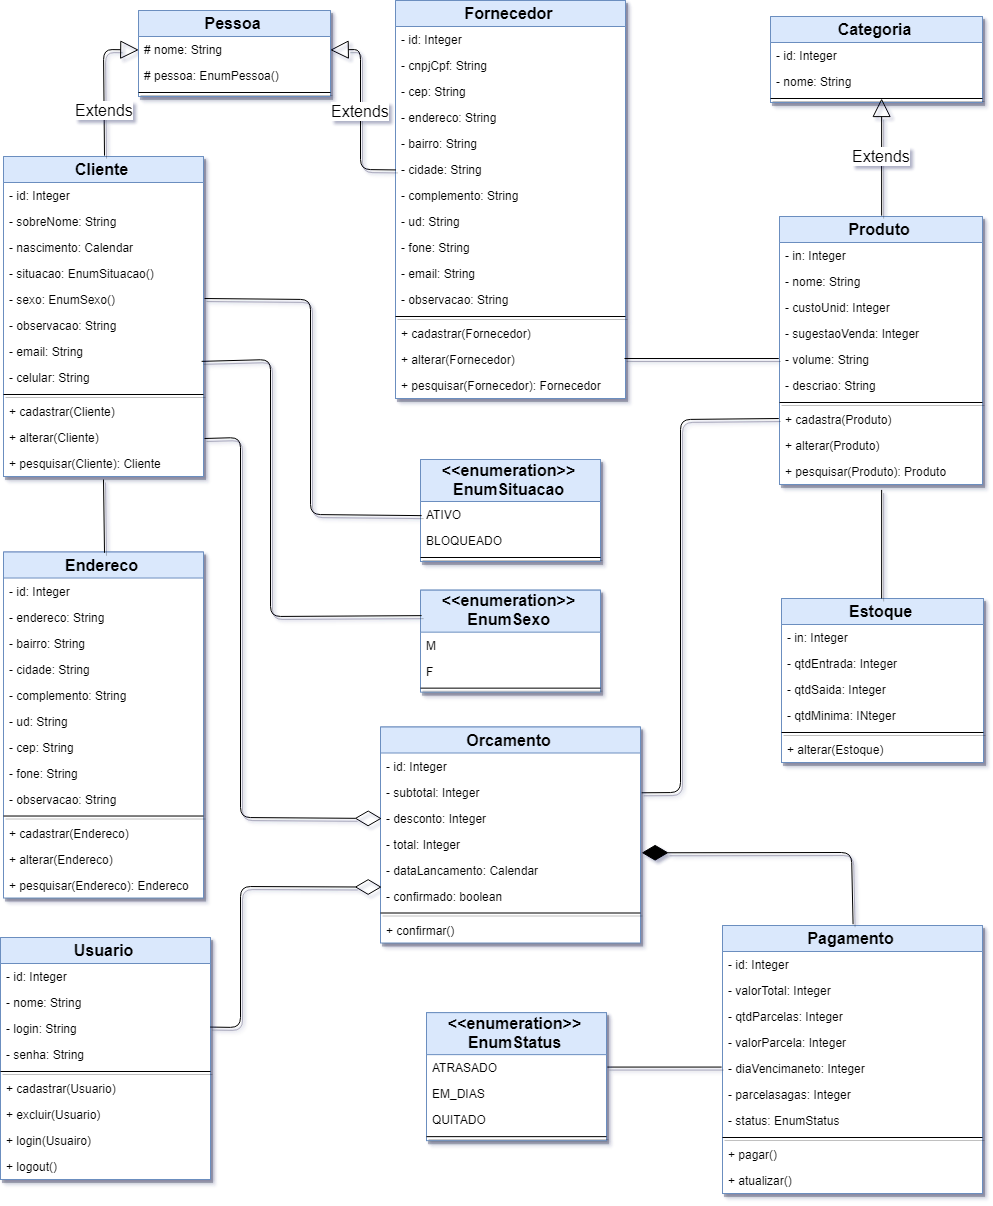 Pessoa
# nome: String
# pessoa: EnumPessoa()
Extends
Extends
Fornecedor
- id: Integer
- cnpjCpf: String
- cep: String
- endereco: String
- bairro: String
- cidade: String
- complemento: String
- ud: String
- fone: String
- email: String
- observacao: String
+ cadastrar(Fornecedor)
+ alterar(Fornecedor)
+ pesquisar(Fornecedor): Fornecedor
Categoria
- id: Integer
- nome: String
Extends
Cliente
- id: Integer
- sobreNome: String
- nascimento: Calendar
- situacao: EnumSituacao()
- sexo: EnumSexo()
- observacao: String
- email: String
- celular: String
+ cadastrar(Cliente)
+ alterar(Cliente)
+ pesquisar(Cliente): Cliente
Produto
- in: Integer
- nome: String
- custoUnid: Integer
- sugestaoVenda: Integer
- volume: String
- descriao: String
+ cadastra(Produto)
+ alterar(Produto)
+ pesquisar(Produto): Produto
<<enumeration>>
EnumSituacao
ATIVO
BLOQUEADO
<<enumeration>>
EnumSexo
M
F
Endereco
- id: Integer
- endereco: String
- bairro: String
- cidade: String
- complemento: String
- ud: String
- cep: String
- fone: String
- observacao: String
+ cadastrar(Endereco)
+ alterar(Endereco)
+ pesquisar(Endereco): Endereco
Estoque
- in: Integer
- qtdEntrada: Integer
- qtdSaida: Integer
- qtdMinima: INteger
+ alterar(Estoque)
Orcamento
- id: Integer
- subtotal: Integer
- desconto: Integer
- total: Integer
- dataLancamento: Calendar
- confirmado: boolean
+ confirmar()
Usuario
- id: Integer
- nome: String
- login: String
- senha: String
+ cadastrar(Usuario)
+ excluir(Usuario)
+ login(Usuairo)
+ logout()
<<enumeration>>
EnumStatus
ATRASADO
EM_DIAS
QUITADO
Pagamento
- id: Integer
- valorTotal: Integer
- qtdParcelas: Integer
- valorParcela: Integer
- diaVencimaneto: Integer
- parcelasagas: Integer
- status: EnumStatus
+ pagar()
+ atualizar()